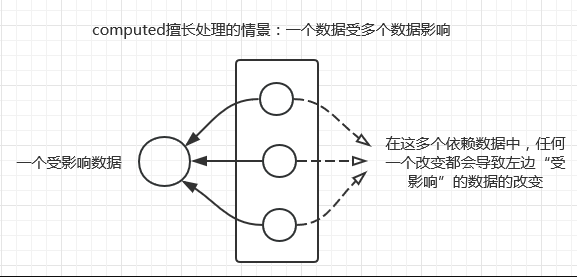 computed擅长处理的情景：一个数据受多个数据影响
一个受影响数据
在这多个依赖数据中，任何
一个改变都会导致左边“受
影响”的数据的改变